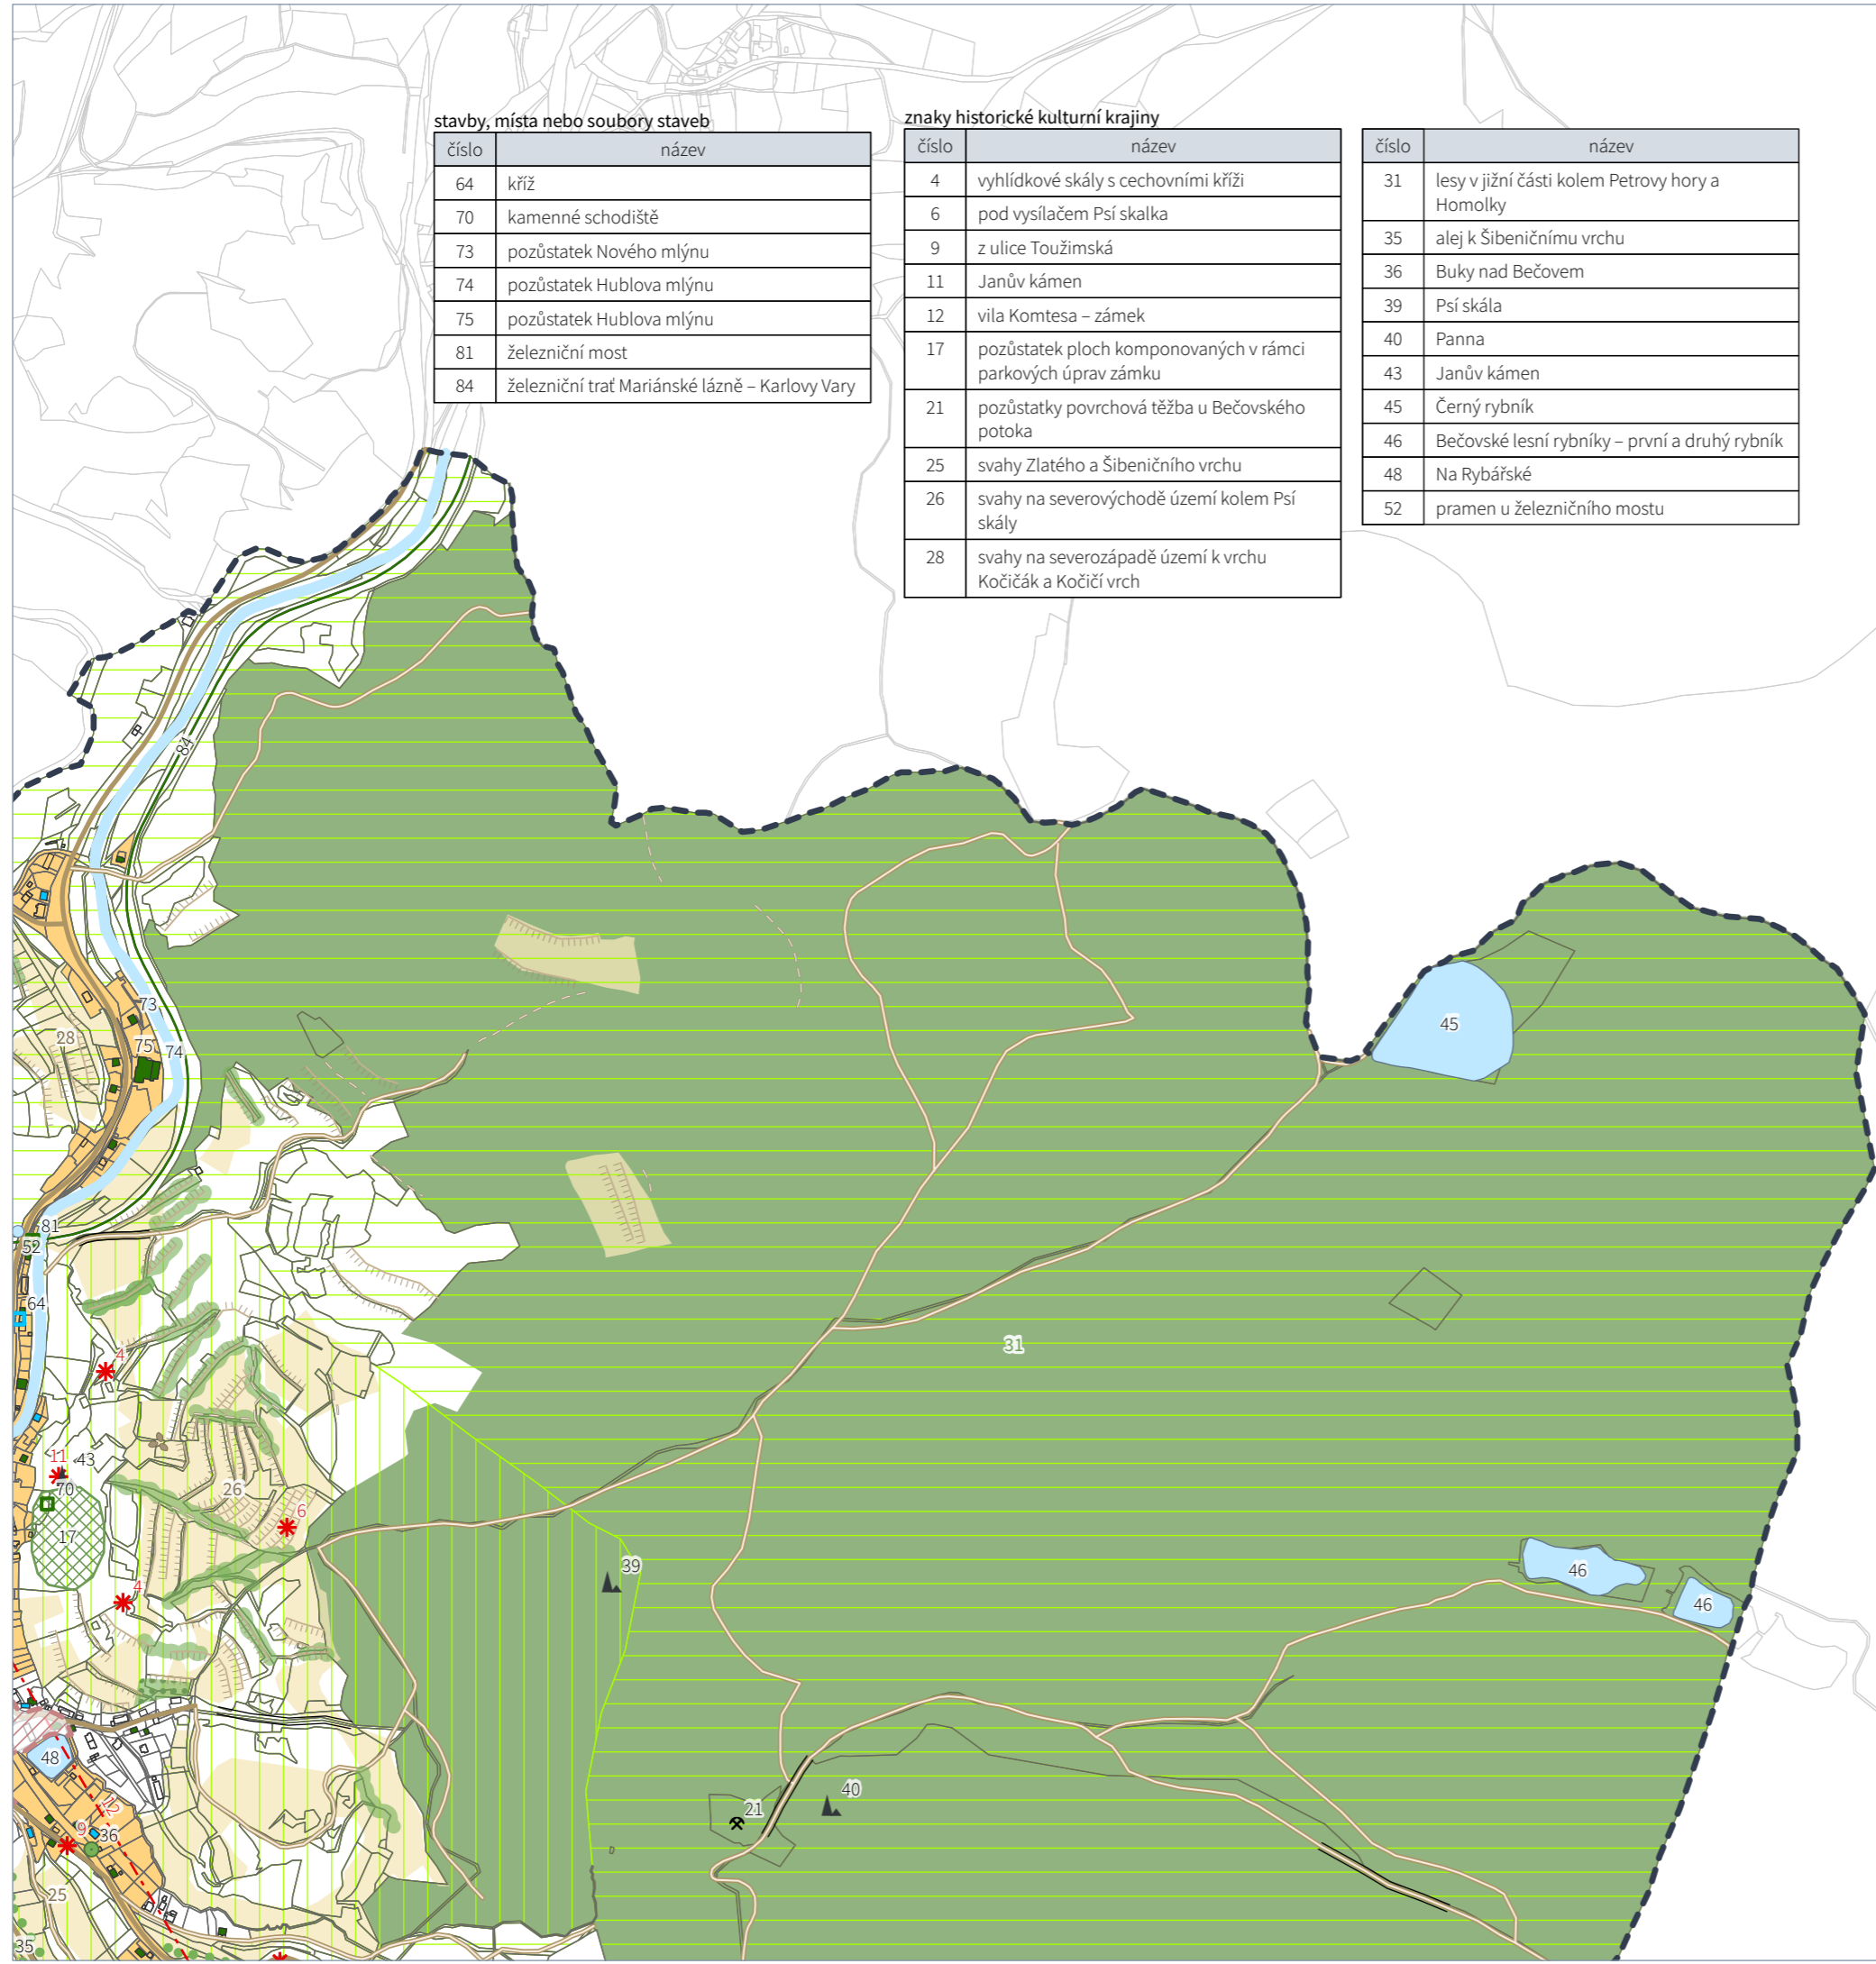 stavby, místa nebo soubory staveb
číslo název
64 kříž
70 kamenné schodiště
73 pozůstatek Nového mlýnu
74 pozůstatek Hublova mlýnu
75 pozůstatek Hublova mlýnu
81 železniční most
84 železniční trať Mariánské lázně – Karlovy Vary
znaky historické kulturní krajiny
číslo název
4 vyhlídkové skály s cechovními kříži
6 pod vysílačem Psí skalka
9 z ulice Toužimská
11 Janův kámen
12 vila Komtesa – zámek
17 pozůstatek ploch komponovaných v rámci
parkových úprav zámku
21 pozůstatky povrchová těžba u Bečovského
potoka
25 svahy Zlatého a Šibeničního vrchu
26 svahy na severovýchodě území kolem Psí
skály
28 svahy na severozápadě území k vrchu
Kočičák a Kočičí vrch
číslo název
31 lesy v jižní části kolem Petrovy hory a
Homolky
35 alej k Šibeničnímu vrchu
36 Buky nad Bečovem
39 Psí skála
40 Panna
43 Janův kámen
45 Černý rybník
46 Bečovské lesní rybníky – první a druhý rybník
48 Na Rybářské
52 pramen u železničního mostu
84
73
45
28
75
74
81
52
64
31
4
11
43
70
26
6
17
39
46
4
46
48
40
12
21
9
36
25
35